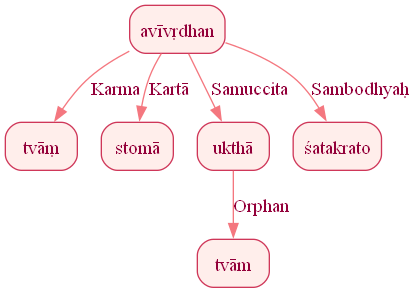 avīvṛdhan
Karma Kartā Samuccita Sambodhyaḥ
tvāṃ stomā ukthā śatakrato
Orphan
tvām